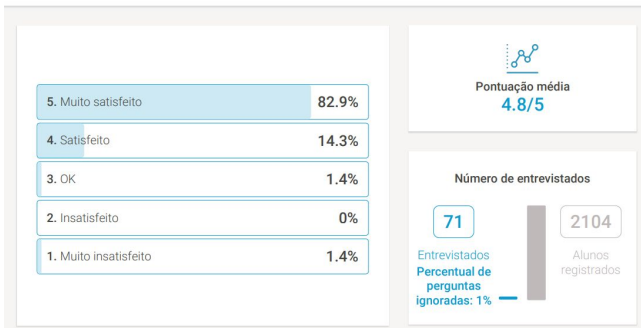 5. Muito satisfeito 82.9%
4. Satisfeito 14.3%
3. OK 1.4%
2. Insatisfeito 0%
1. Muito insatisfeito 1.4%
Pontuação média
4.8/5
Número de entrevistados
71
Entrevistados
Percentual de
perguntas
ignoradas: 1%
2104
Alunos
registrados